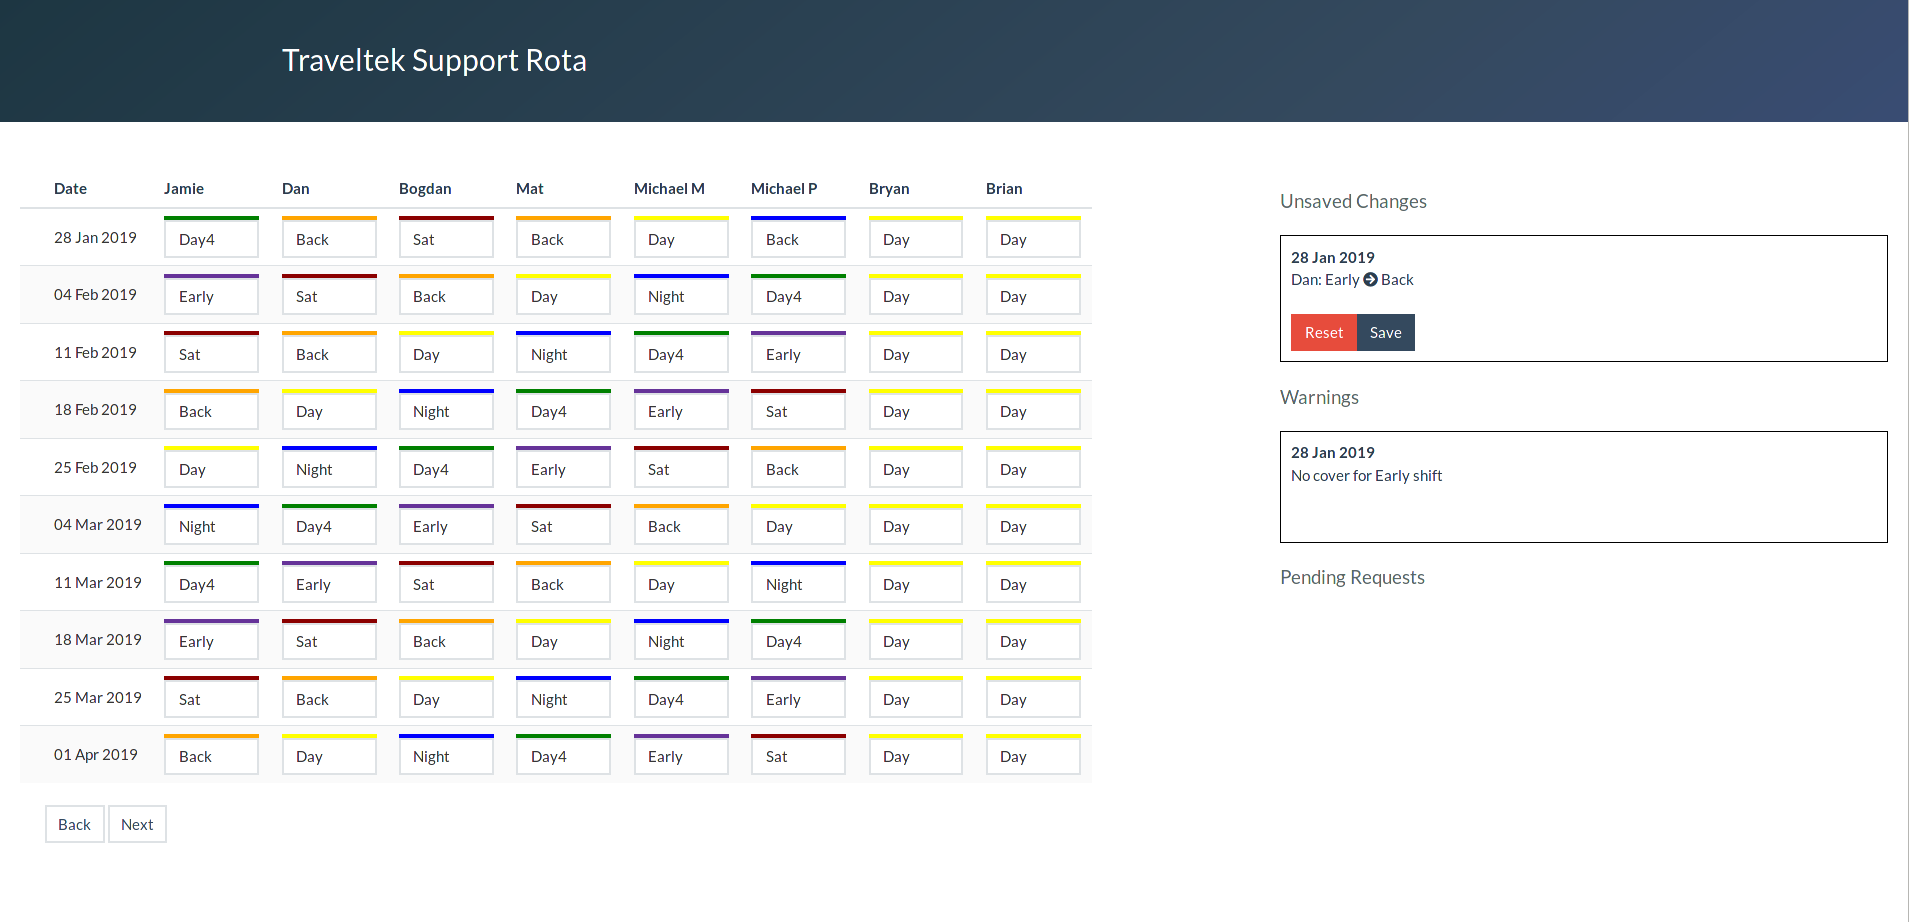 Traveltek Support Rota
Date Jamie Dan Bogdan Mat Michael M Michael P Bryan Brian
28 Jan 2019 Day4 Back Sat Back Day Back Day Day
04 Feb 2019 Early Sat Back Day Night Day4 Day Day
11 Feb 2019 Sat Back Day Night Day4 Early Day Day
18 Feb 2019 Back Day Night Day4 Early Sat Day Day
25 Feb 2019 Day Night Day4 Early Sat Back Day Day
04 Mar 2019 Night Day4 Early Sat Back Day Day Day
11 Mar 2019 Day4 Early Sat Back Day Night Day Day
18 Mar 2019 Early Sat Back Day Night Day4 Day Day
25 Mar 2019 Sat Back Day Night Day4 Early Day Day
01 Apr 2019 Back Day Night Day4 Early Sat Day Day
Back Next
Unsaved Changes
28 Jan 2019
Dan: Early Back
Reset Save
Warnings
28 Jan 2019
No cover for Early shift
Pending Requests